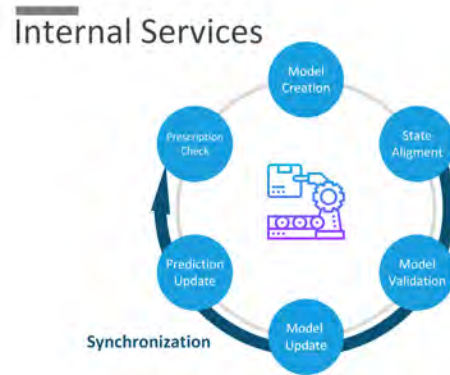 Internal Services
Model
Creation
State
Aligment
Model
Validation
Model
Update
Prediction
Update
Prescription
Check
Synchronization